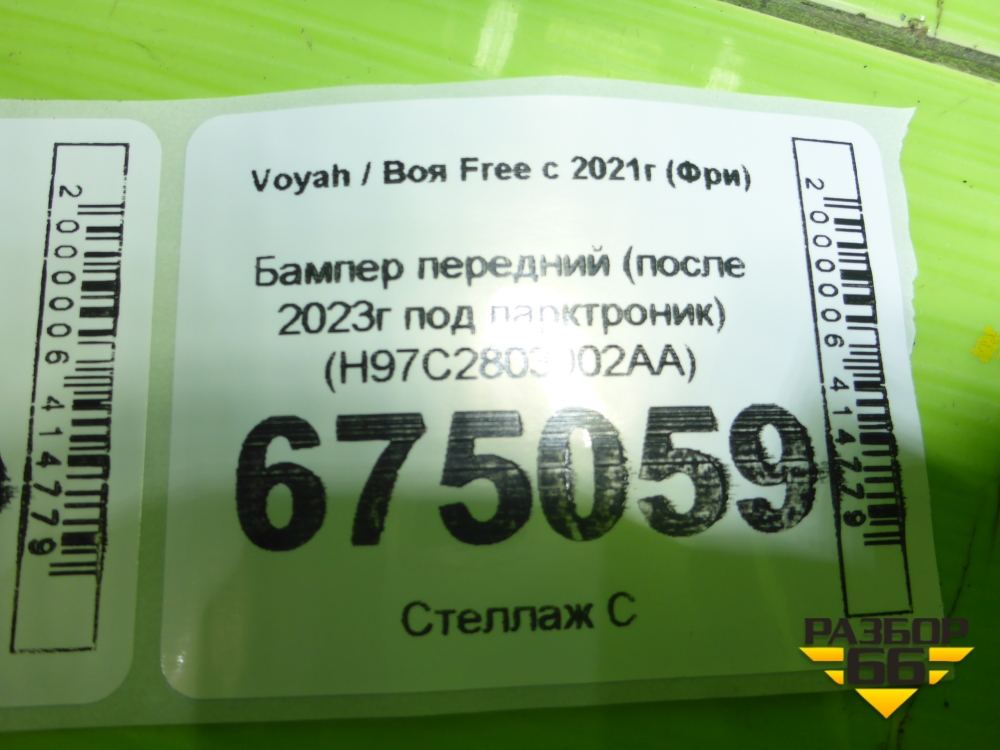 Voyah / Воя Free с 2021г (Фри)
Бампер передний (после
2023г под парктроник)
675059
Стеллаж С
2000006414779
2000006414779
РАЗБОР
66